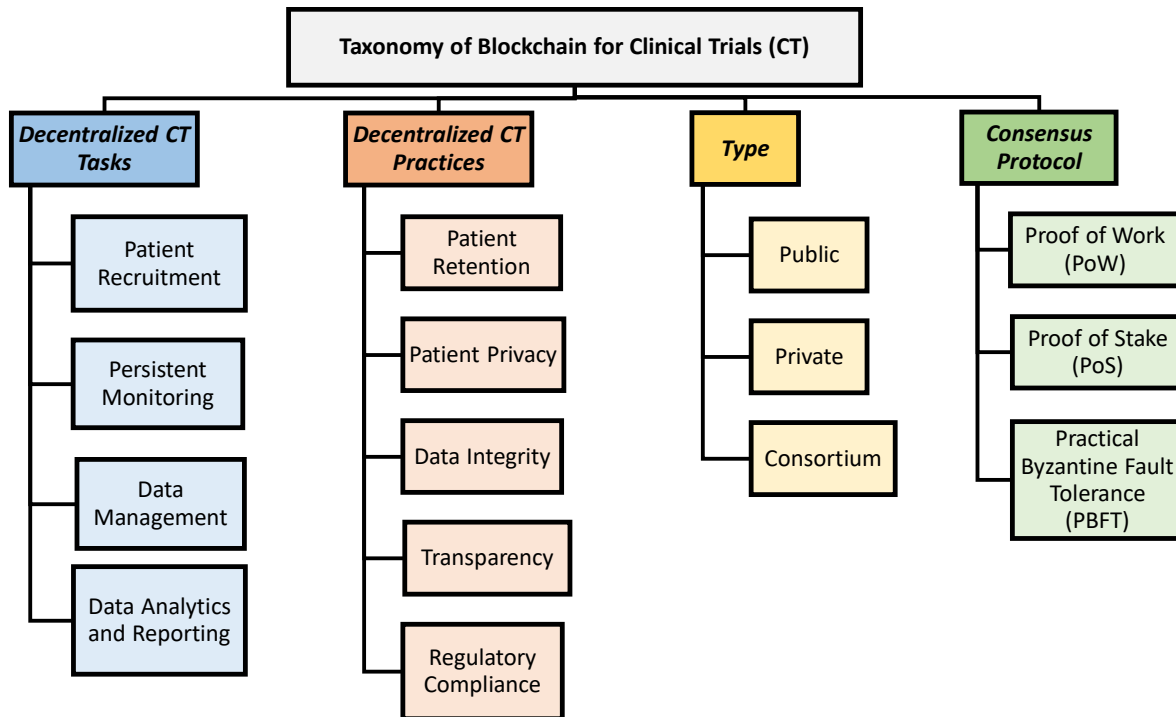 Taxonomy of Blockchain for Clinical Trials (CT)
Decentralized CT
Tasks
Patient
Recruitment
Persistent
Monitoring
Data
Management
Data Analytics
and Reporting
Decentralized CT
Practices
Patient
Retention
Patient Privacy
Data Integrity
Transparency
Regulatory
Compliance
Type
Public
Private
Consortium
Consensus
Protocol
Proof of Work
(PoW)
Proof of Stake
(PoS)
Practical
Byzantine Fault
Tolerance
(PBFT)